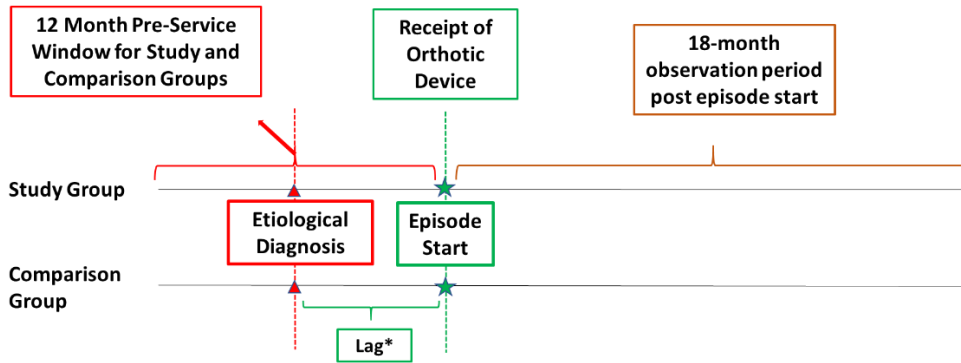 12 Month Pre-Service
Window for Study and
Comparison Groups
Receipt of
Orthotic
Device
18-month
observation period
post episode start
Study Group
Etiological
Diagnosis
Episode
Start
Comparison
Group
Lag*